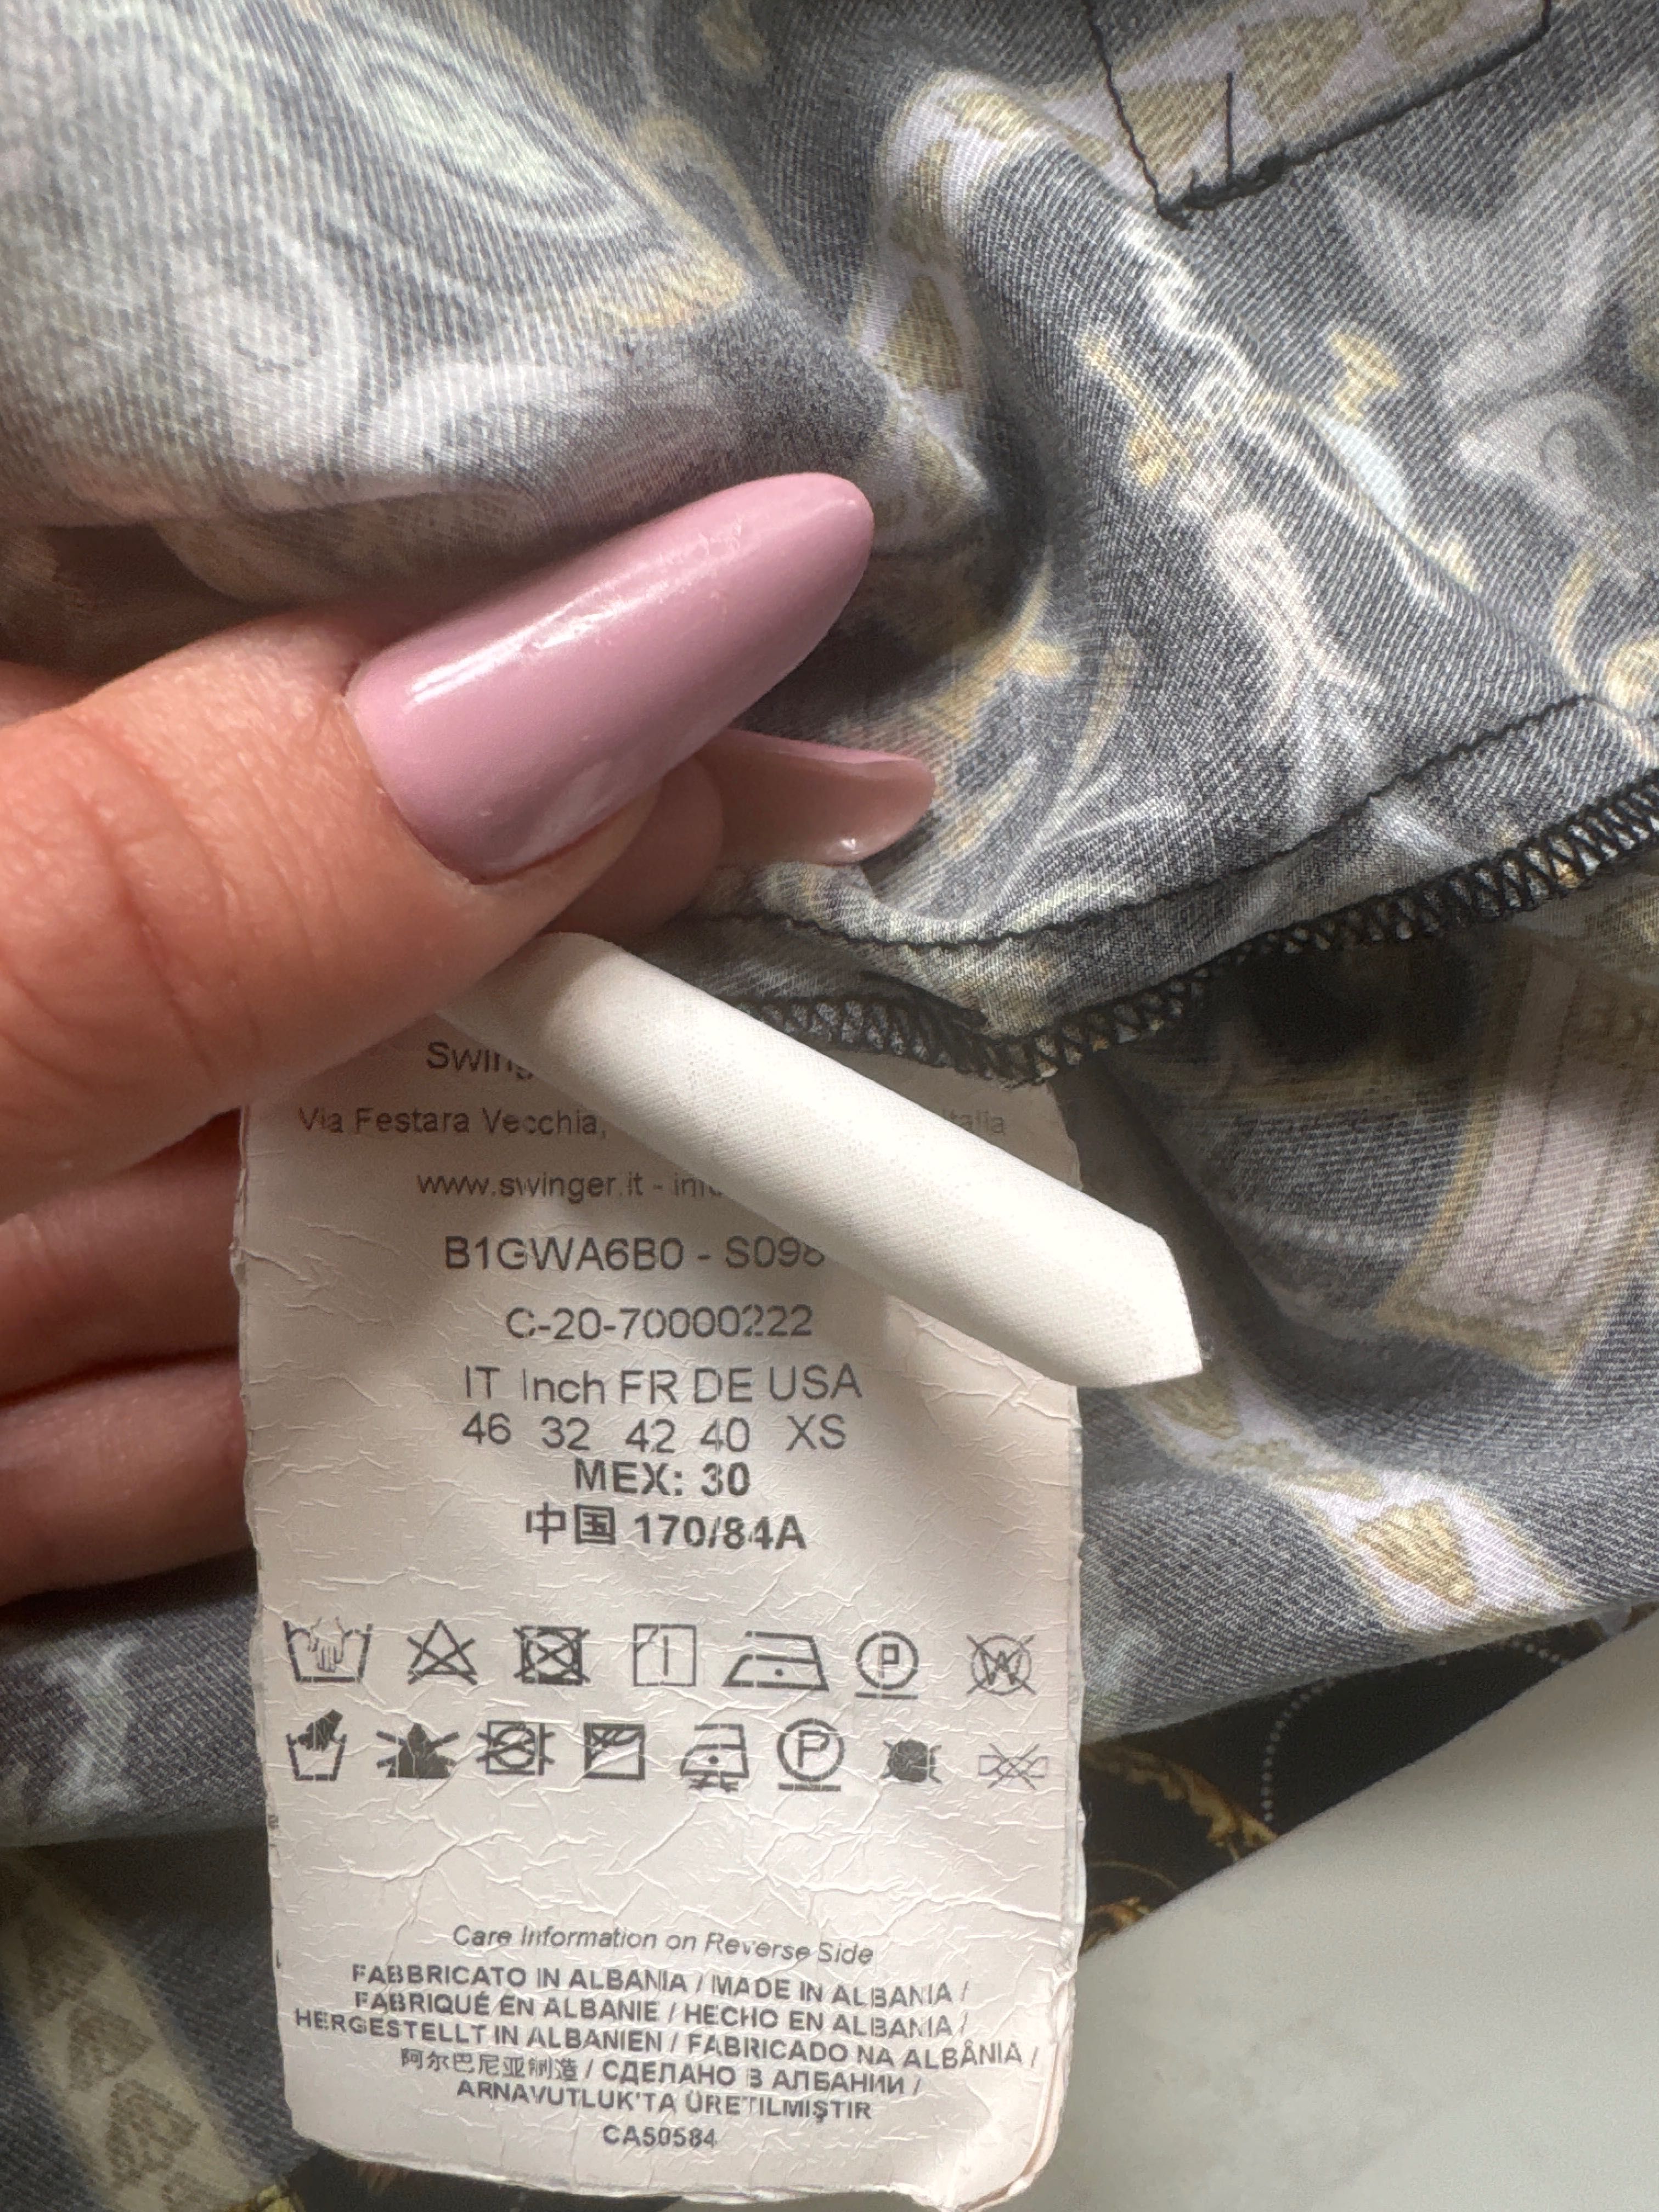 Via Festara Vecchia,
www.swinger.it -
B1GWA6B0 -
C-20-70000222
IT Inch FR DE USA
46 32 42 40 XS
MEX: 30
中国 170/84A
P W
P
Care Information on Reverse Side
FABBRICATO IN ALBANIA / MADE IN ALBANIA /
FABRIQUÉ EN ALBANIE / HECHO EN ALBANIA /
HERGESTELLT IN ALBANIEN / FABRICADO NA ALBÂNIA /
阿尔巴尼亚制造 / СДЕЛАНО В АЛБАНИИ /
ARNAVUTLUK'TA ÜRETILMIŞTIR
CA50584